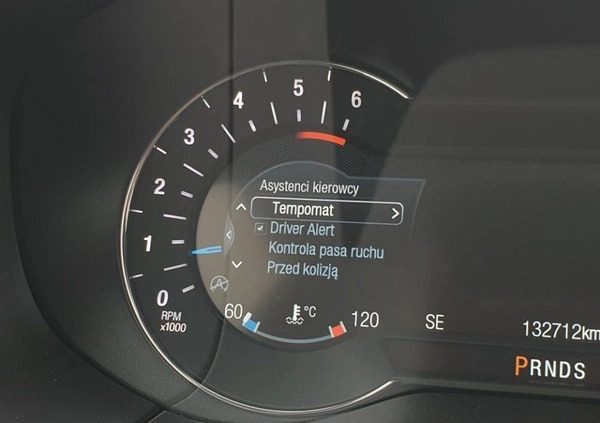 6
5
4
3
2
1
0
RPM
x1000
Asystenci kierowcy
Tempomat
Driver Alert
Kontrola pasa ruchu
Przed kolizją
60
°C
120
SE
132712km
PRNDS